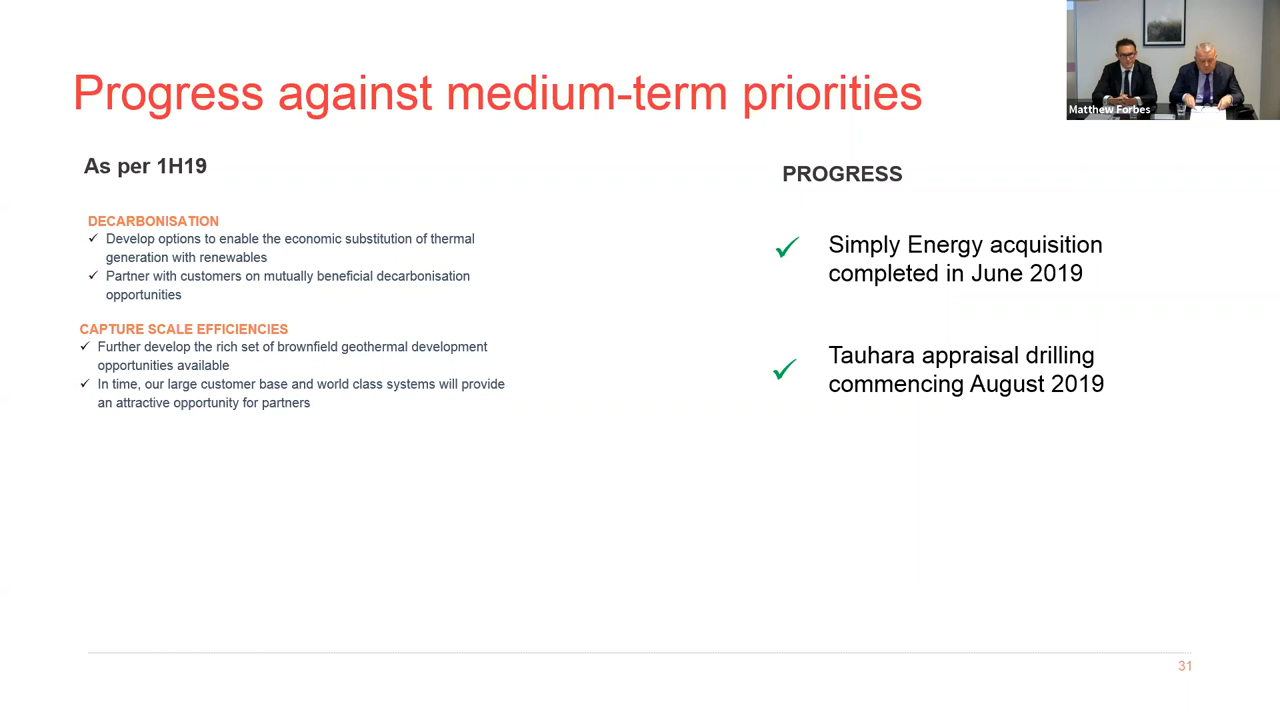 Progress against medium-term priorities
Matthew Forbes
As per 1H19
DECARBONISATION
Develop options to enable the economic substitution of thermal
generation with renewables
Partner with customers on mutually beneficial decarbonisation
opportunities
CAPTURE SCALE EFFICIENCIES
Further develop the rich set of brownfield geothermal development
opportunities available
In time, our large customer base and world class systems will provide
an attractive opportunity for partners
PROGRESS
Simply Energy acquisition
completed in June 2019
Tauhara appraisal drilling
commencing August 2019
31